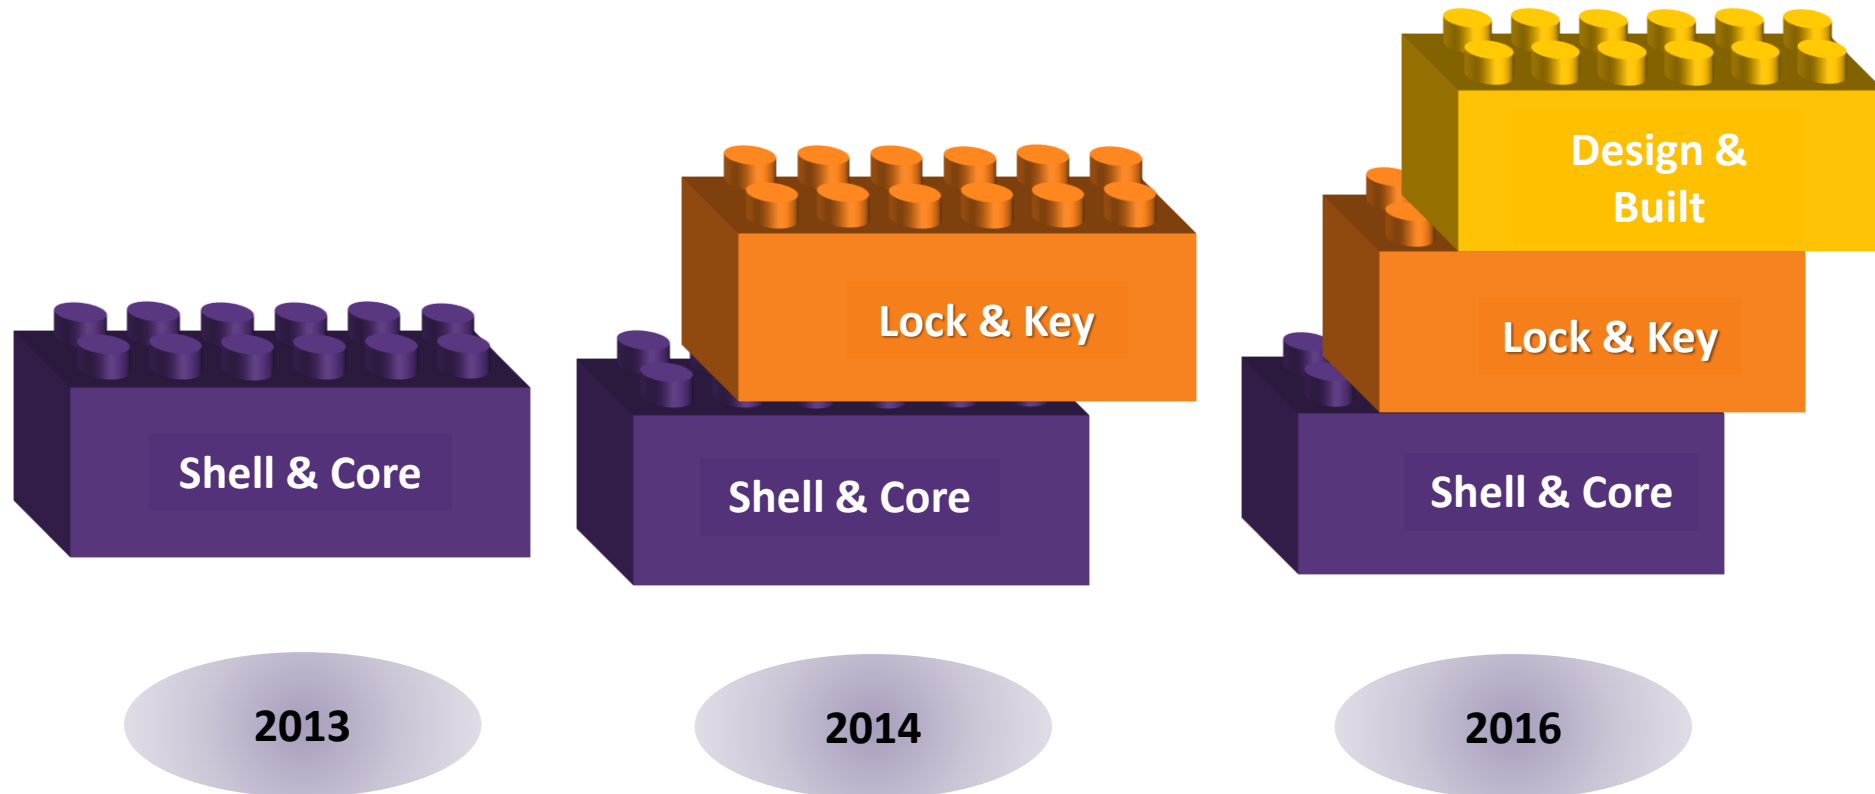 Shell & Core
2013
Lock & Key
Shell & Core
2014
Design &
Built
Lock & Key
Shell & Core
2016